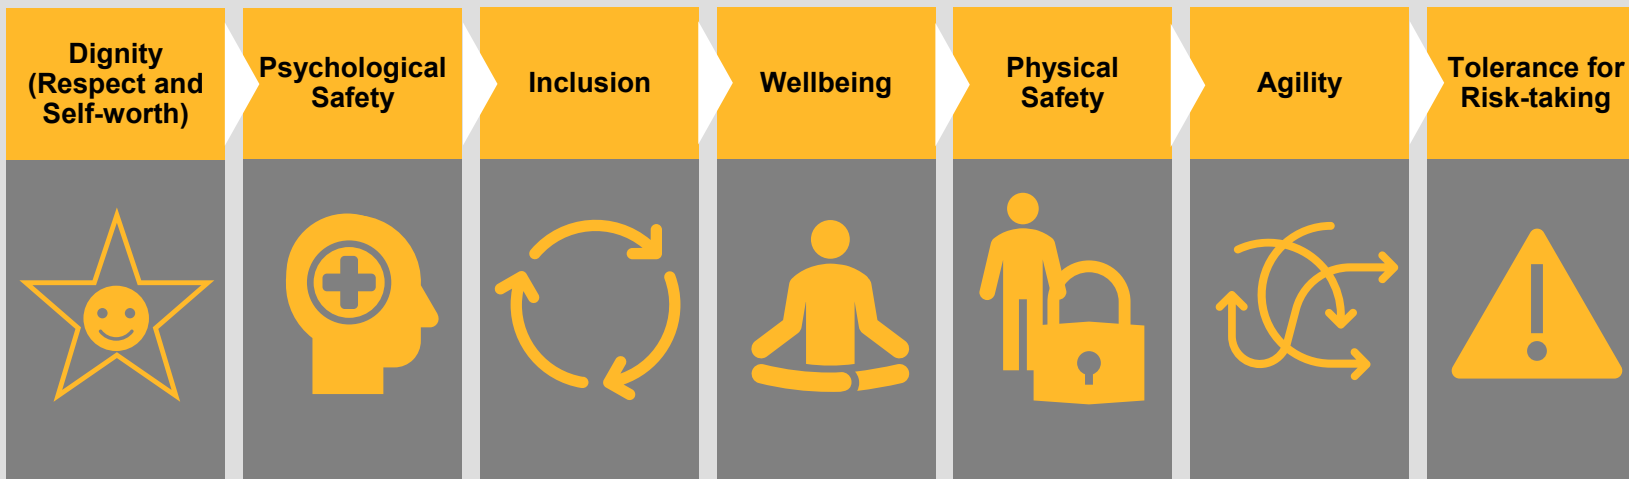 Dignity
(Respect and
Self-worth)
Psychological
Safety
Inclusion
Wellbeing
Physical
Safety
Agility
Tolerance for
Risk-taking